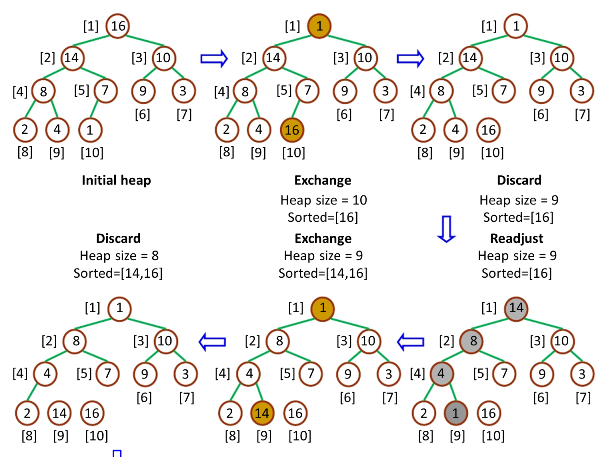 [1] 16 [1] 1 [1] 1
[2] 14 [3] 10 [2] 14 [3] 10 [2] 14 [3] 10
[4] 8 [5] 7 9 3 [4] 8 [5] 7 9 3 [4] 8 [5] 7 9 3
[6] [7] [6] [7] [6] [7]
2 4 1 2 4 16 2 4 16
[8] [9] [10] [8] [9] [10] [8] [9] [10]
Initial heap
Exchange
Heap size = 10
Sorted=[16]
Discard
Heap size = 9
Sorted=[16]
Discard
Heap size = 8
Sorted=[14,16]
Exchange
Heap size = 9
Sorted=[14,16]
Readjust
Heap size = 9
Sorted=[16]
[1] 1 [1] 1 [1] 14
[2] 8 [3] 10 [2] 8 [3] 10 [2] 8 [3] 10
[4] 4 [5] 7 9 3 [4] 4 [5] 7 9 3 [4] 4 [5] 7 9 3
[6] [7] [6] [7] [6] [7]
2 14 16 2 14 16 2 1 16
[8] [9] [10] [8] [9] [10] [8] [9] [10]